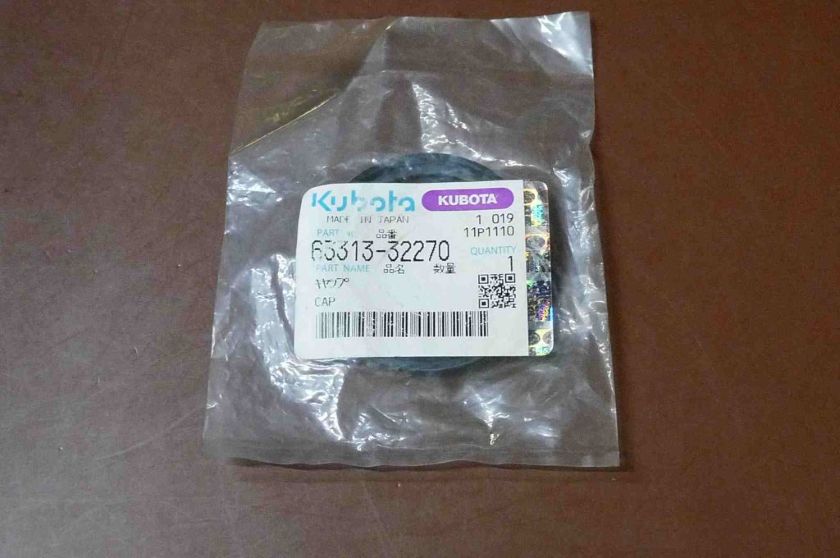 Kubota KUBOTA
MADE IN JAPAN 1 019
PART 品番 11P1110
63313-32270 QUANTITY
PART NAME 品名 数量 1
キャップ
CAP